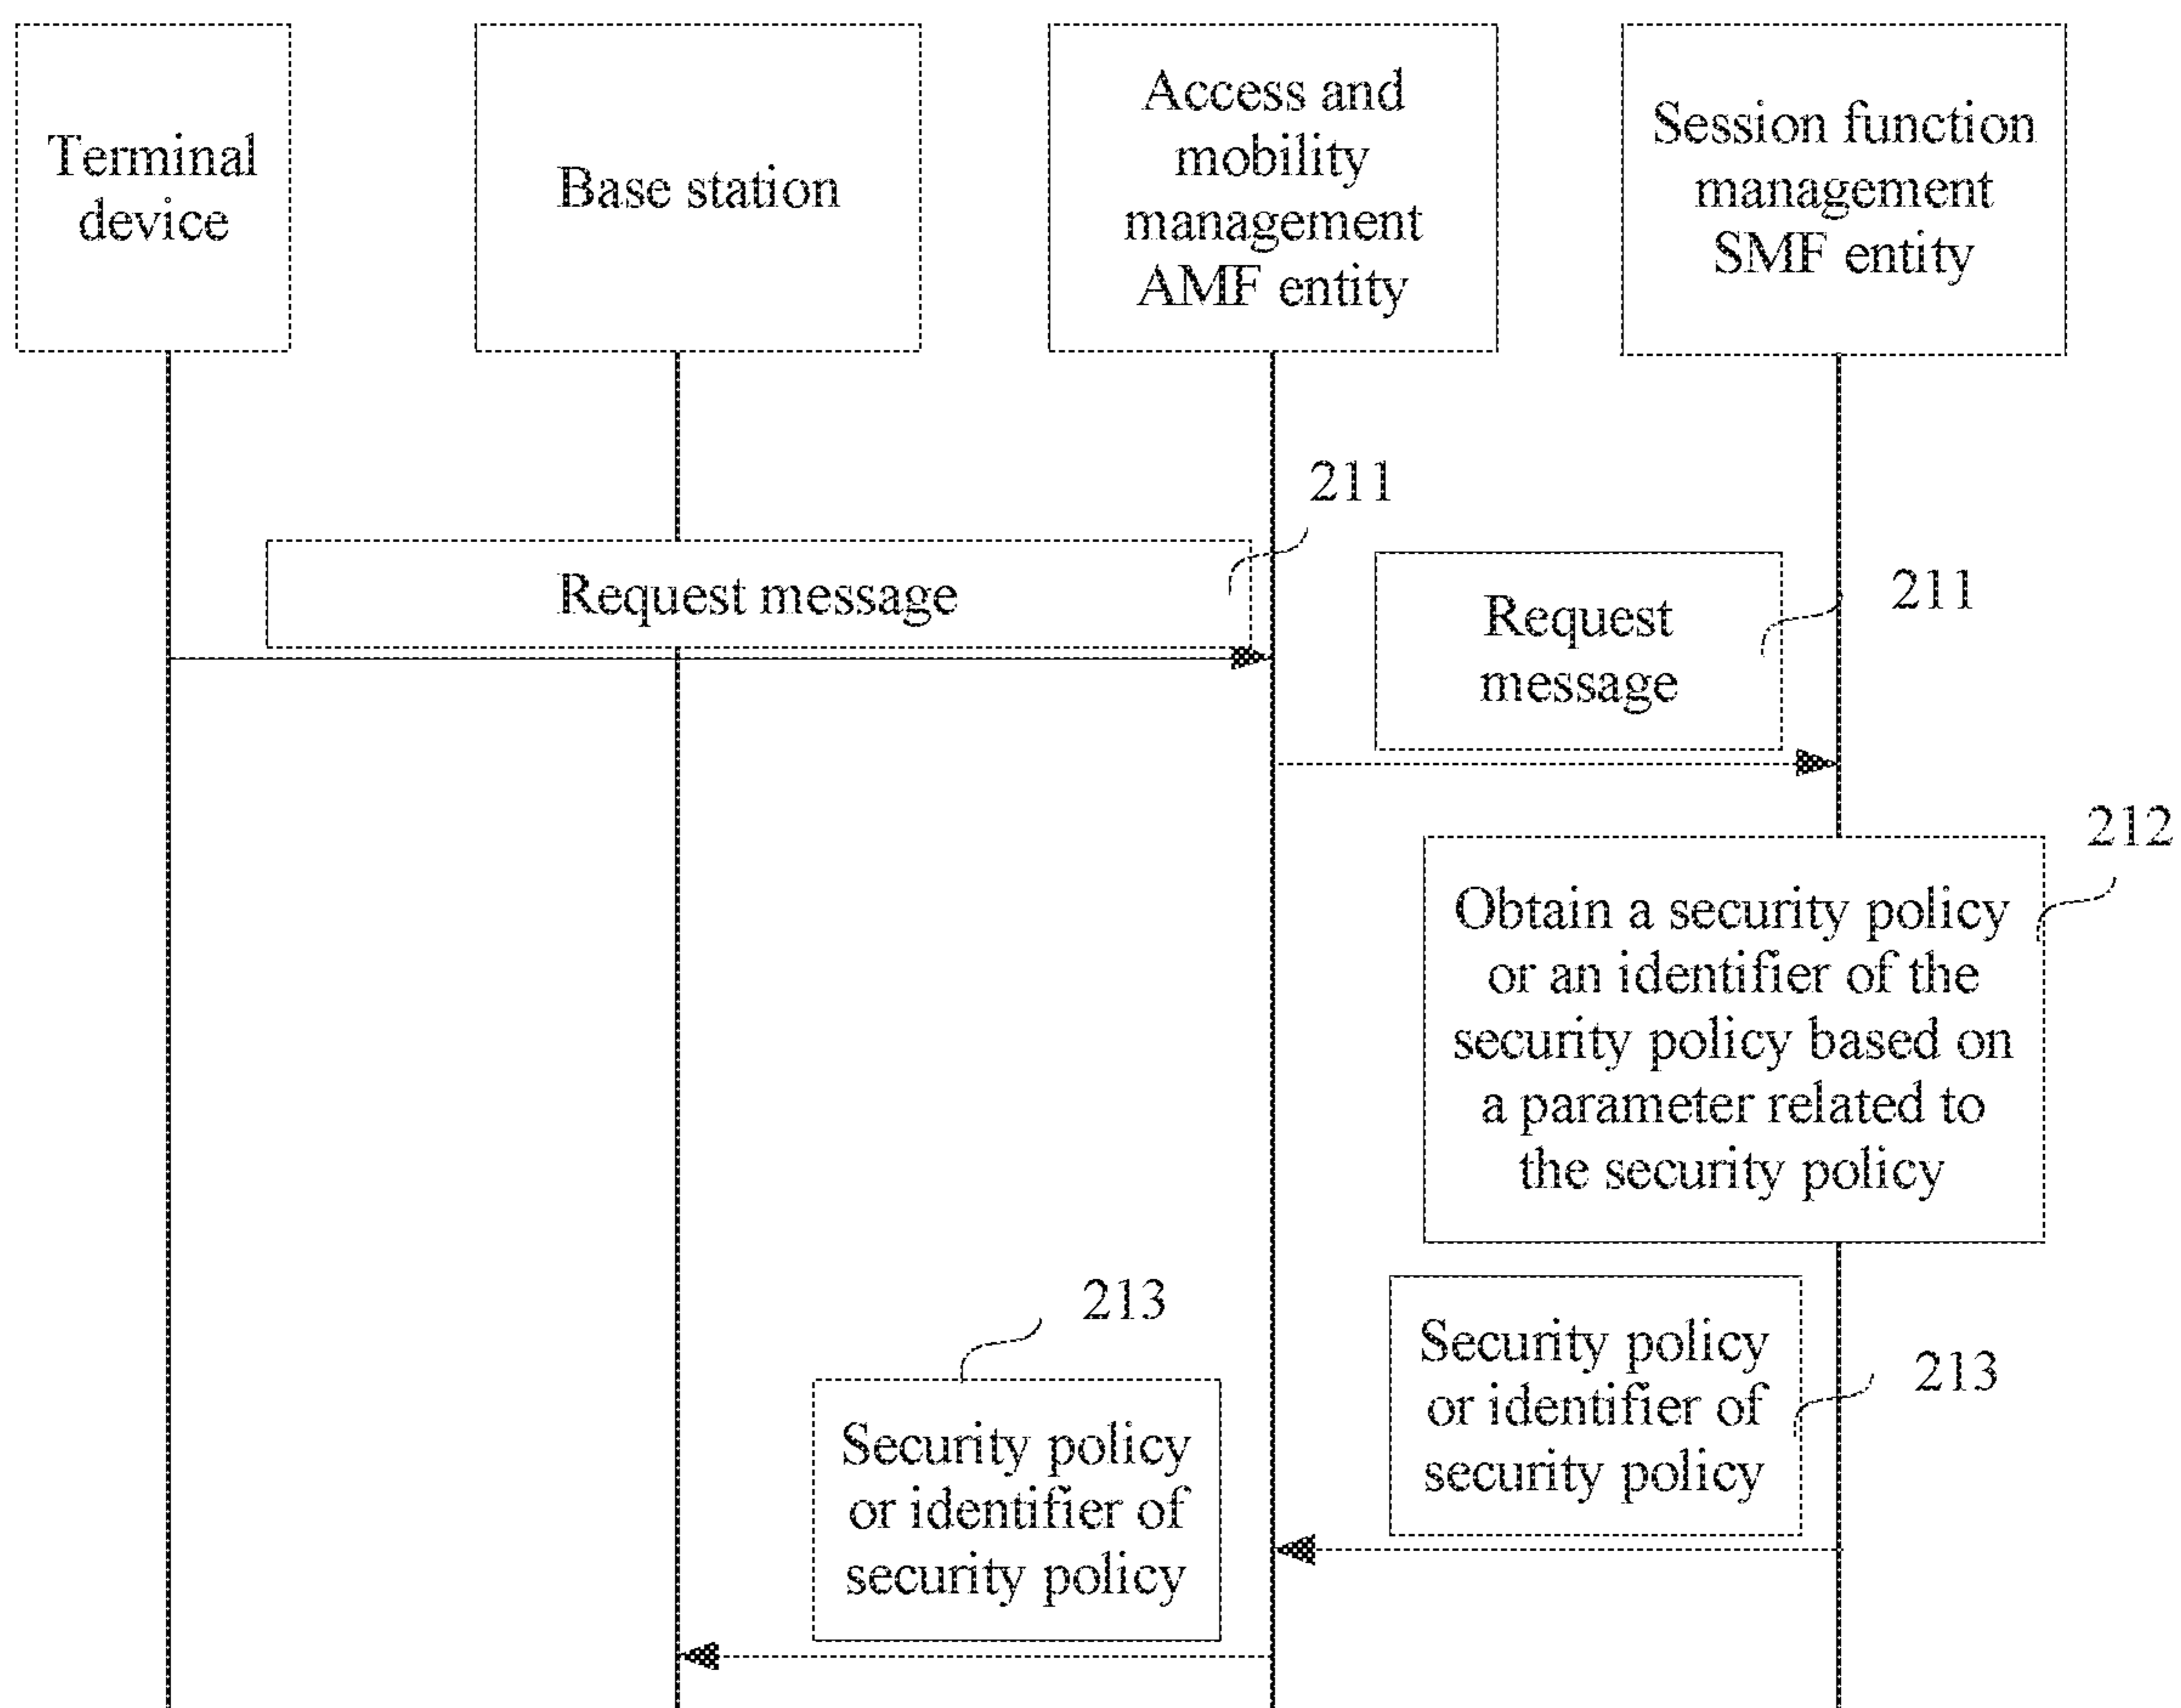 Terminal
device
Base station
Access and
mobility
management
AMF entity
Session function
management
SMF entity
211
Request message
Request
message
211
212
Obtain a security policy
or an identifier of the
security policy based on
a parameter related to
the security policy
213
Security policy
or identifier of
security policy
213
Security policy
or identifier of
security policy